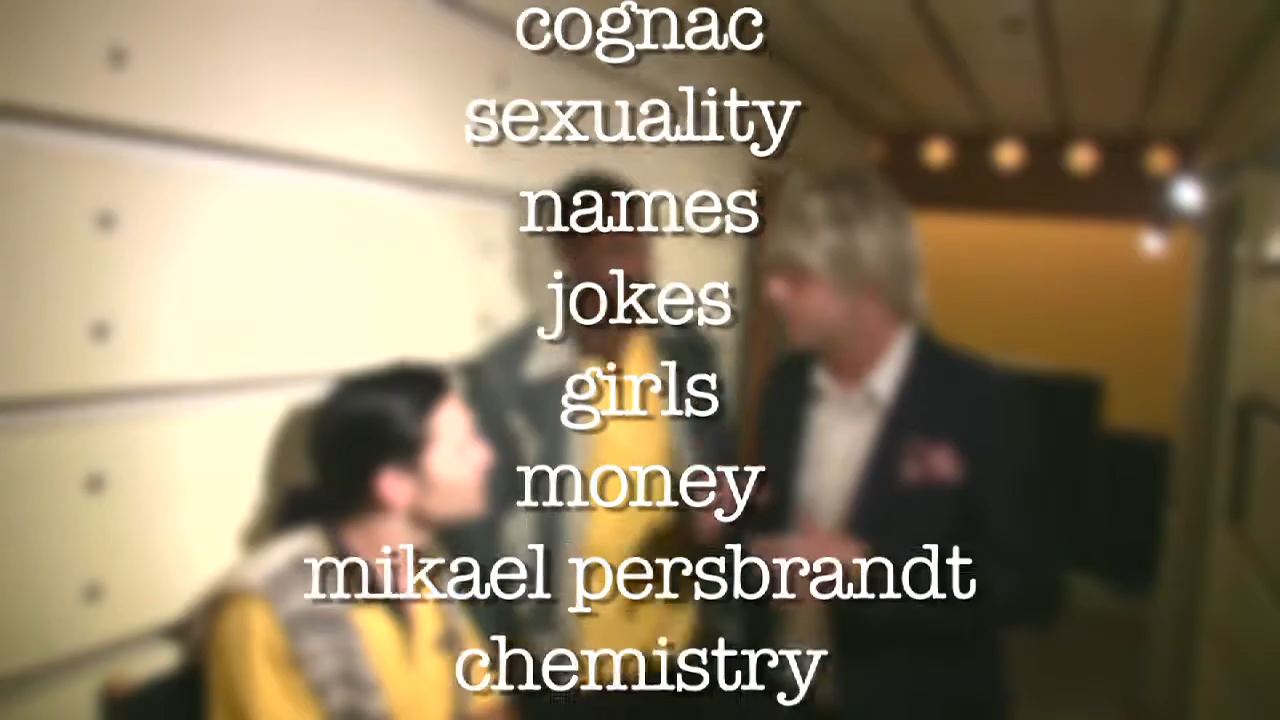 cognac
sexuality
names
jokes
girls
money
mikael persbrandt
chemistry